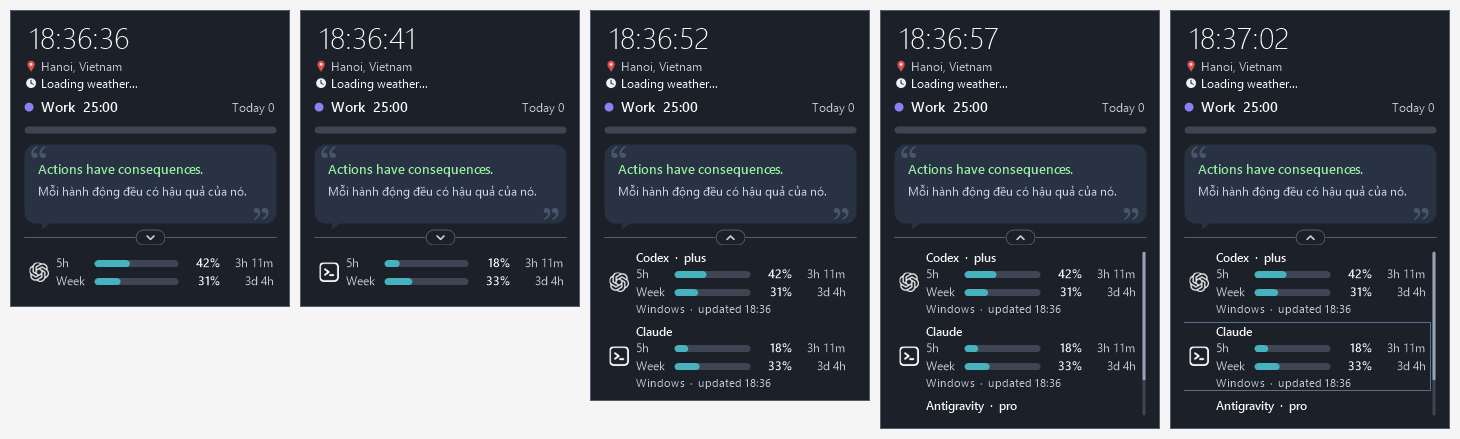 18:36:36
Hanoi, Vietnam
Loading weather...
Work 25:00 Today 0
Actions have consequences.
Mỗi hành động đều có hậu quả của nó.
5h 42% 3h 11m
Week 31% 3d 4h
18:36:41
Hanoi, Vietnam
Loading weather...
Work 25:00 Today 0
Actions have consequences.
Mỗi hành động đều có hậu quả của nó.
5h 18% 3h 11m
Week 33% 3d 4h
18:36:52
Hanoi, Vietnam
Loading weather...
Work 25:00 Today 0
Actions have consequences.
Mỗi hành động đều có hậu quả của nó.
Codex · plus
5h 42% 3h 11m
Week 31% 3d 4h
Windows · updated 18:36
Claude
5h 18% 3h 11m
Week 33% 3d 4h
Windows · updated 18:36
18:36:57
Hanoi, Vietnam
Loading weather...
Work 25:00 Today 0
Actions have consequences.
Mỗi hành động đều có hậu quả của nó.
Codex · plus
5h 42% 3h 11m
Week 31% 3d 4h
Windows · updated 18:36
Claude
5h 18% 3h 11m
Week 33% 3d 4h
Windows · updated 18:36
Antigravity · pro
18:37:02
Hanoi, Vietnam
Loading weather...
Work 25:00 Today 0
Actions have consequences.
Mỗi hành động đều có hậu quả của nó.
Codex · plus
5h 42% 3h 11m
Week 31% 3d 4h
Windows · updated 18:36
Claude
5h 18% 3h 11m
Week 33% 3d 4h
Windows · updated 18:36
Antigravity · pro